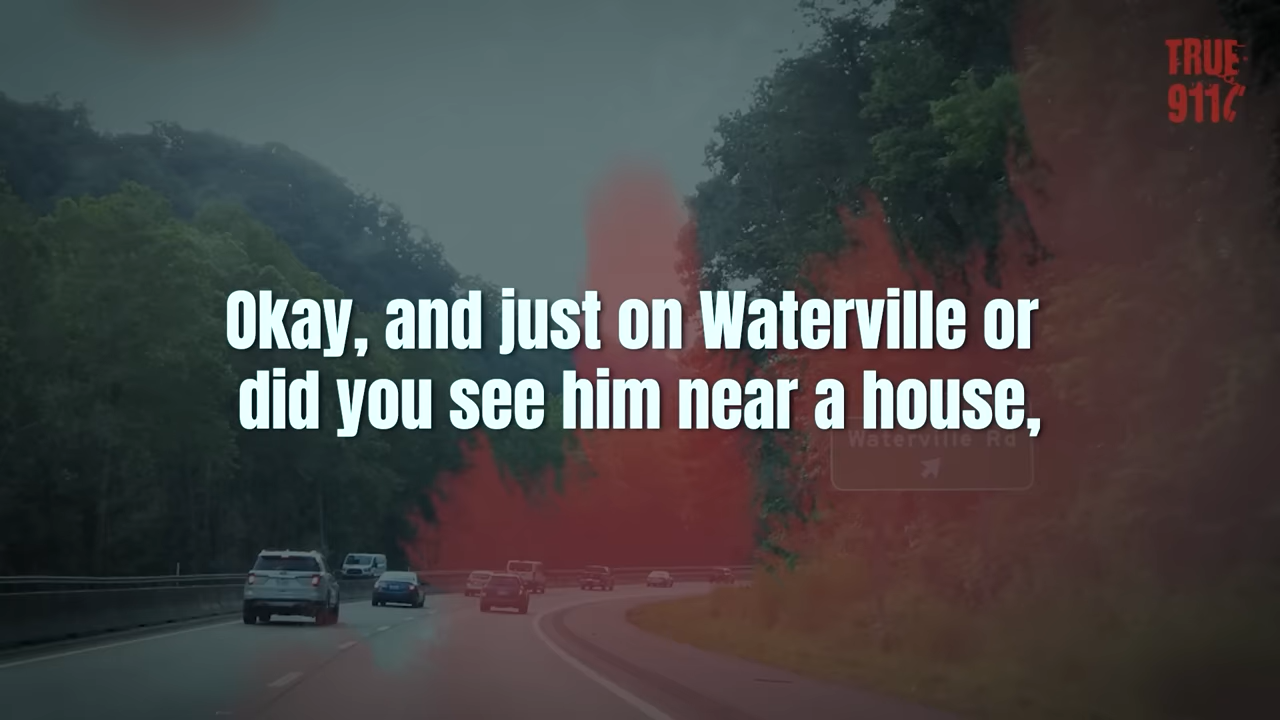 TRUE
911
Okay, and just on Waterville or
did you see him near a house,
Waterville Rd